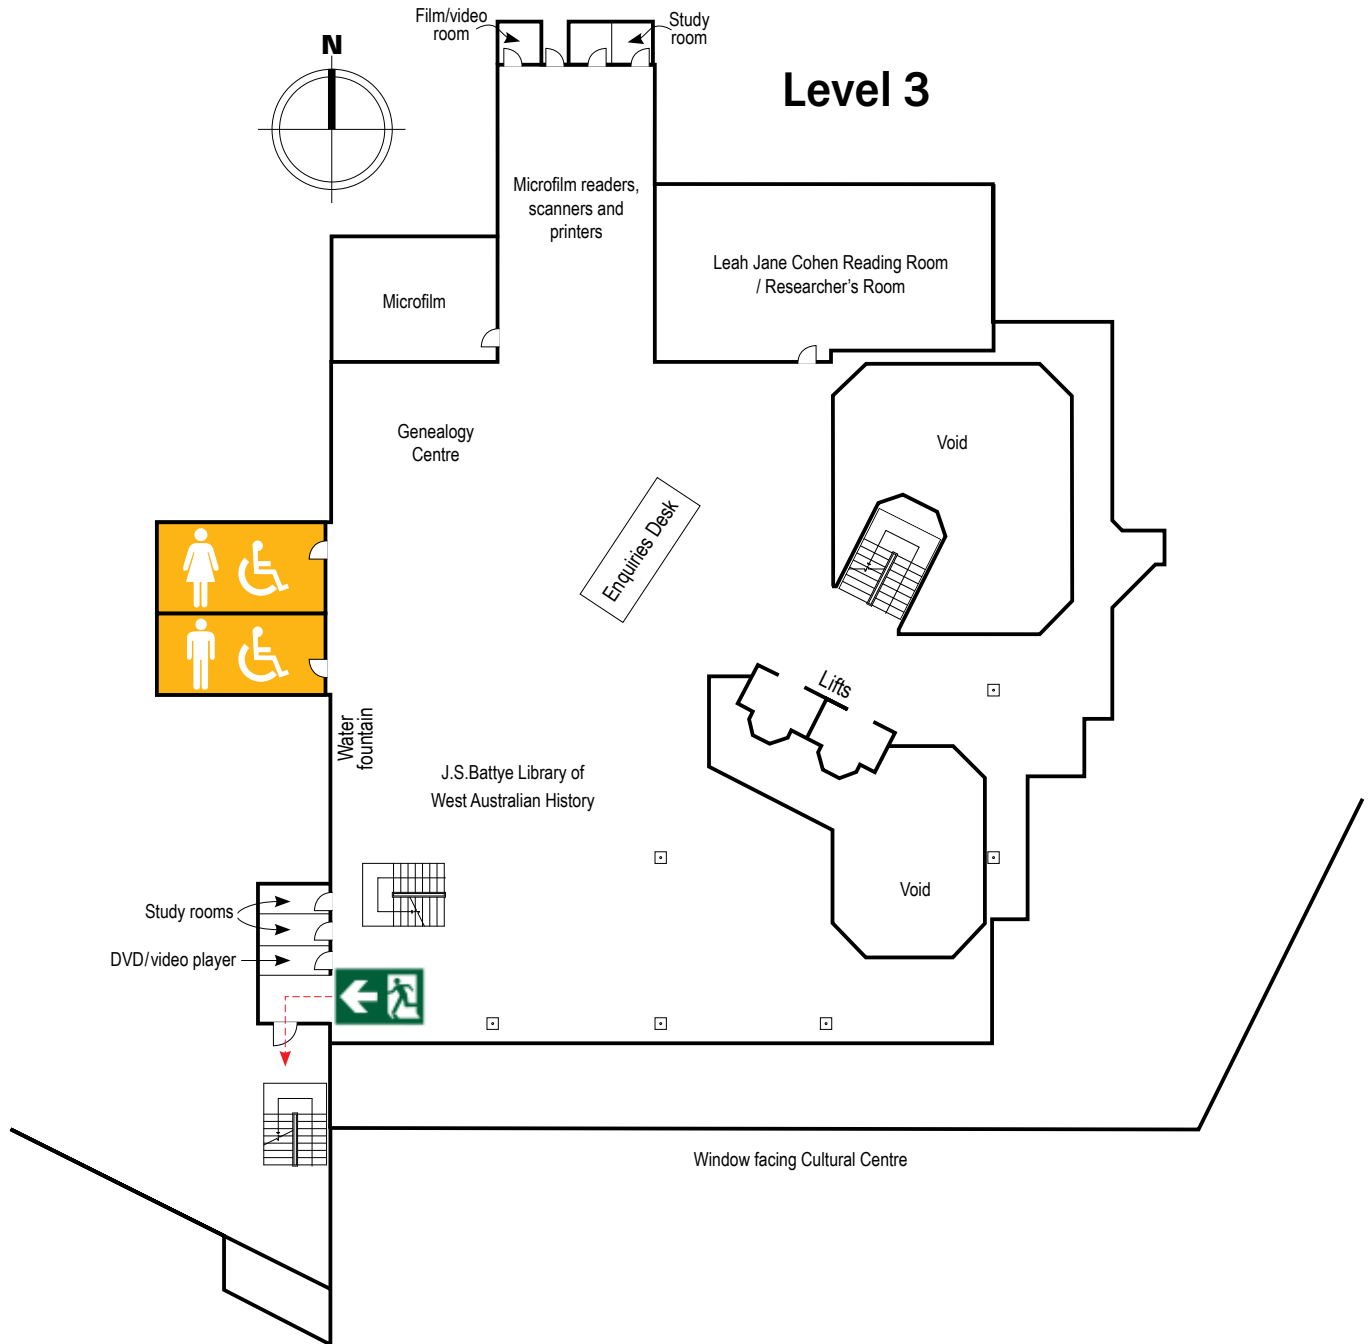 Film/video
room
Study
room
N
Level 3
Microfilm readers,
scanners and
printers
Leah Jane Cohen Reading Room
/ Researcher's Room
Microfilm
Genealogy
Centre
Void
Enquiries Desk
Lifts
Water
fountain
J.S.Battye Library of
West Australian History
Void
Study rooms
DVD/video player
Window facing Cultural Centre